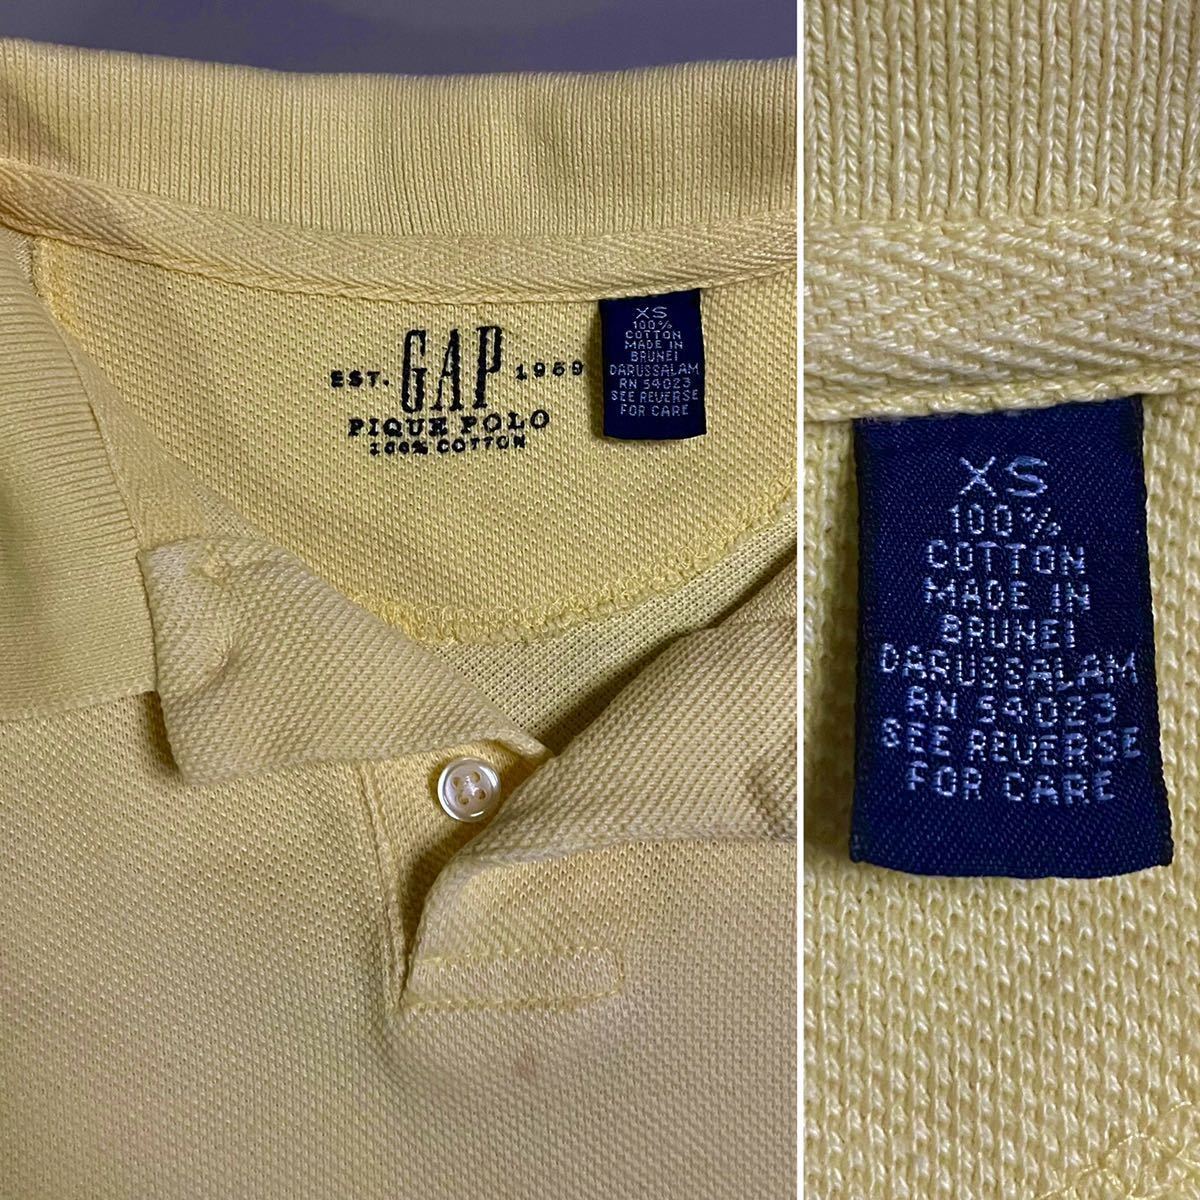 EST. GAP 1969
PIQUE POLO
100% COTTON
XS
100%
COTTON
MADE IN
BRUNEI
DARUSSALAM
RN 54023
SEE REVERSE
FOR CARE
XS
100%
COTTON
MADE IN
BRUNEI
DARUSSALAM
RN 54023
SEE REVERSE
FOR CARE